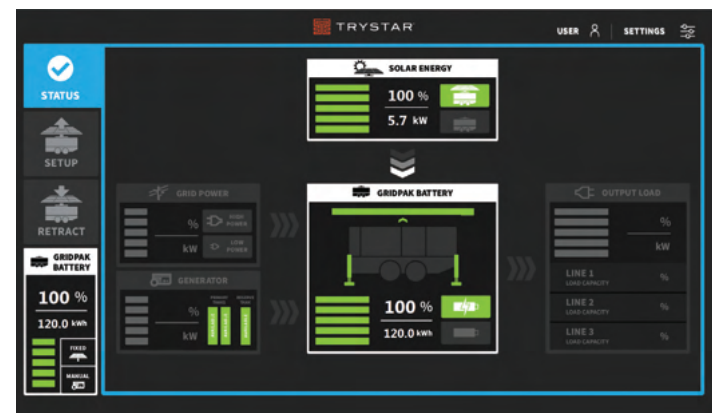 TRYSTAR
USER
SETTINGS
STATUS
SETUP
RETRACT
GRIDPAK
BATTERY
100 %
120.0 kWh
FIXED
MANUAL
SOLAR ENERGY
100 %
5.7 kW
GRID POWER
%
kW
HIGH
POWER
LOW
POWER
GENERATOR
%
kW
GRIDPAK BATTERY
100 %
120.0 kWh
OUTPUT LOAD
%
kW
LINE 1
LOAD CAPACITY
%
LINE 2
LOAD CAPACITY
%
LINE 3
LOAD CAPACITY
%